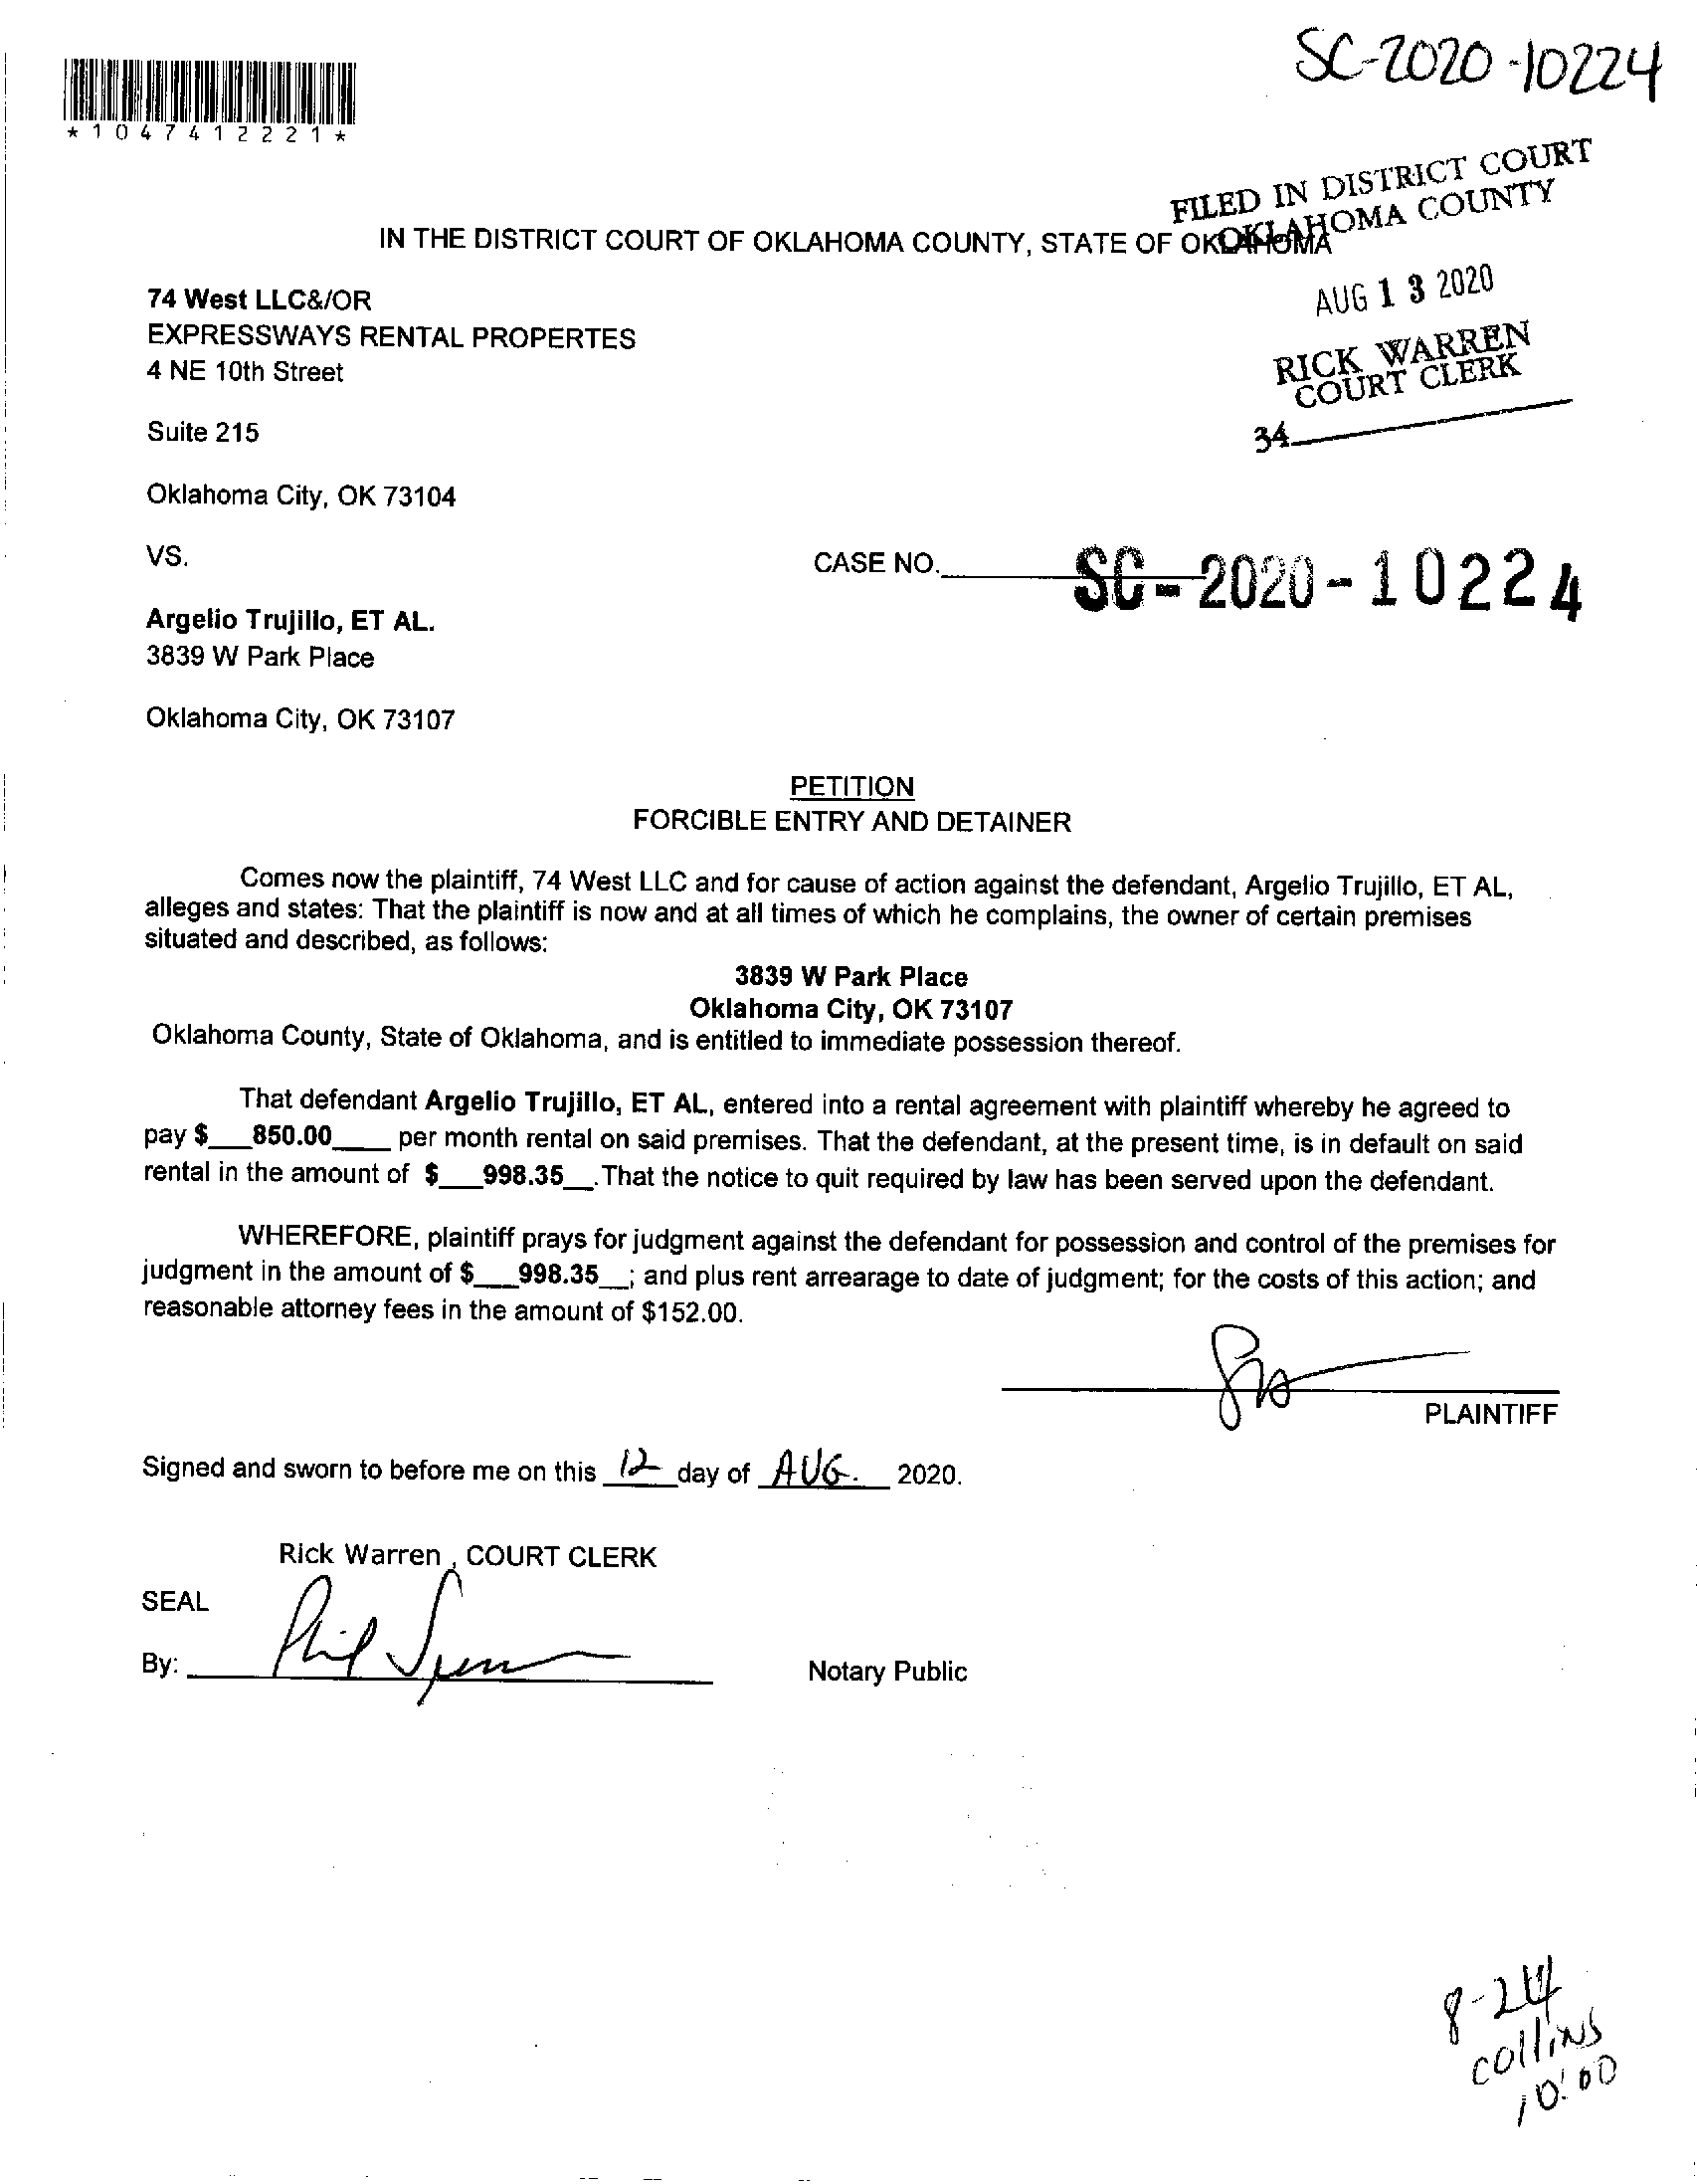 SC-2020-10224
*1047412221*
FILED IN DISTRICT COURT
OKLAHOMA COUNTY
IN THE DISTRICT COURT OF OKLAHOMA COUNTY, STATE OF OKLAHOMA
AUG 13 2020
RICK WARREN
COURT CLERK
34
74 West LLC&/OR
EXPRESSWAYS RENTAL PROPERTES
4 NE 10th Street
Suite 215
Oklahoma City, OK 73104
VS.
CASE NO. SC-2020-10224
Argelio Trujillo, ET AL.
3839 W Park Place
Oklahoma City, OK 73107
PETITION
FORCIBLE ENTRY AND DETAINER
Comes now the plaintiff, 74 West LLC and for cause of action against the defendant, Argelio Trujillo, ET AL,
alleges and states: That the plaintiff is now and at all times of which he complains, the owner of certain premises
situated and described, as follows:
3839 W Park Place
Oklahoma City, OK 73107
Oklahoma County, State of Oklahoma, and is entitled to immediate possession thereof.
That defendant Argelio Trujillo, ET AL, entered into a rental agreement with plaintiff whereby he agreed to
pay $___850.00____ per month rental on said premises. That the defendant, at the present time, is in default on said
rental in the amount of $___998.35__.That the notice to quit required by law has been served upon the defendant.
WHEREFORE, plaintiff prays for judgment against the defendant for possession and control of the premises for
judgment in the amount of $___998.35__; and plus rent arrearage to date of judgment; for the costs of this action; and
reasonable attorney fees in the amount of $152.00.
PLAINTIFF
Signed and sworn to before me on this 12 day of AUG. 2020.
Rick Warren , COURT CLERK
SEAL
By:
Notary Public
8-24
collins
10:00